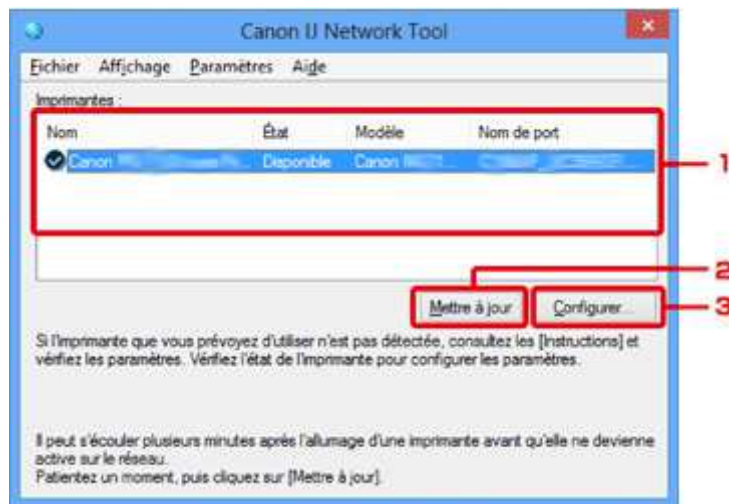 Canon IJ Network Tool
Fichier Affichage Paramètres Aide
Imprimantes :
Nom État Modèle Nom de port
Canon Disponible Canon
1
2
Mettre à jour Configurer...
3
Si l'imprimante que vous prévoyez d'utiliser n'est pas détectée, consultez les [Instructions] et
vérifiez les paramètres. Vérifiez l'état de l'imprimante pour configurer les paramètres.
Il peut s'écouler plusieurs minutes après l'allumage d'une imprimante avant qu'elle ne devienne
active sur le réseau.
Patientez un moment, puis cliquez sur [Mettre à jour].